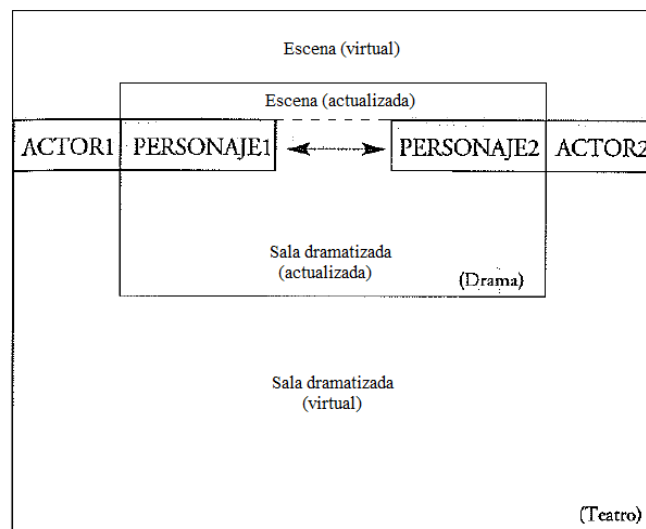 Escena (virtual)
Escena (actualizada)
ACTOR1 PERSONAJE1 PERSONAJE2 ACTOR2
Sala dramatizada
(actualizada)
(Drama)
Sala dramatizada
(virtual)
(Teatro)